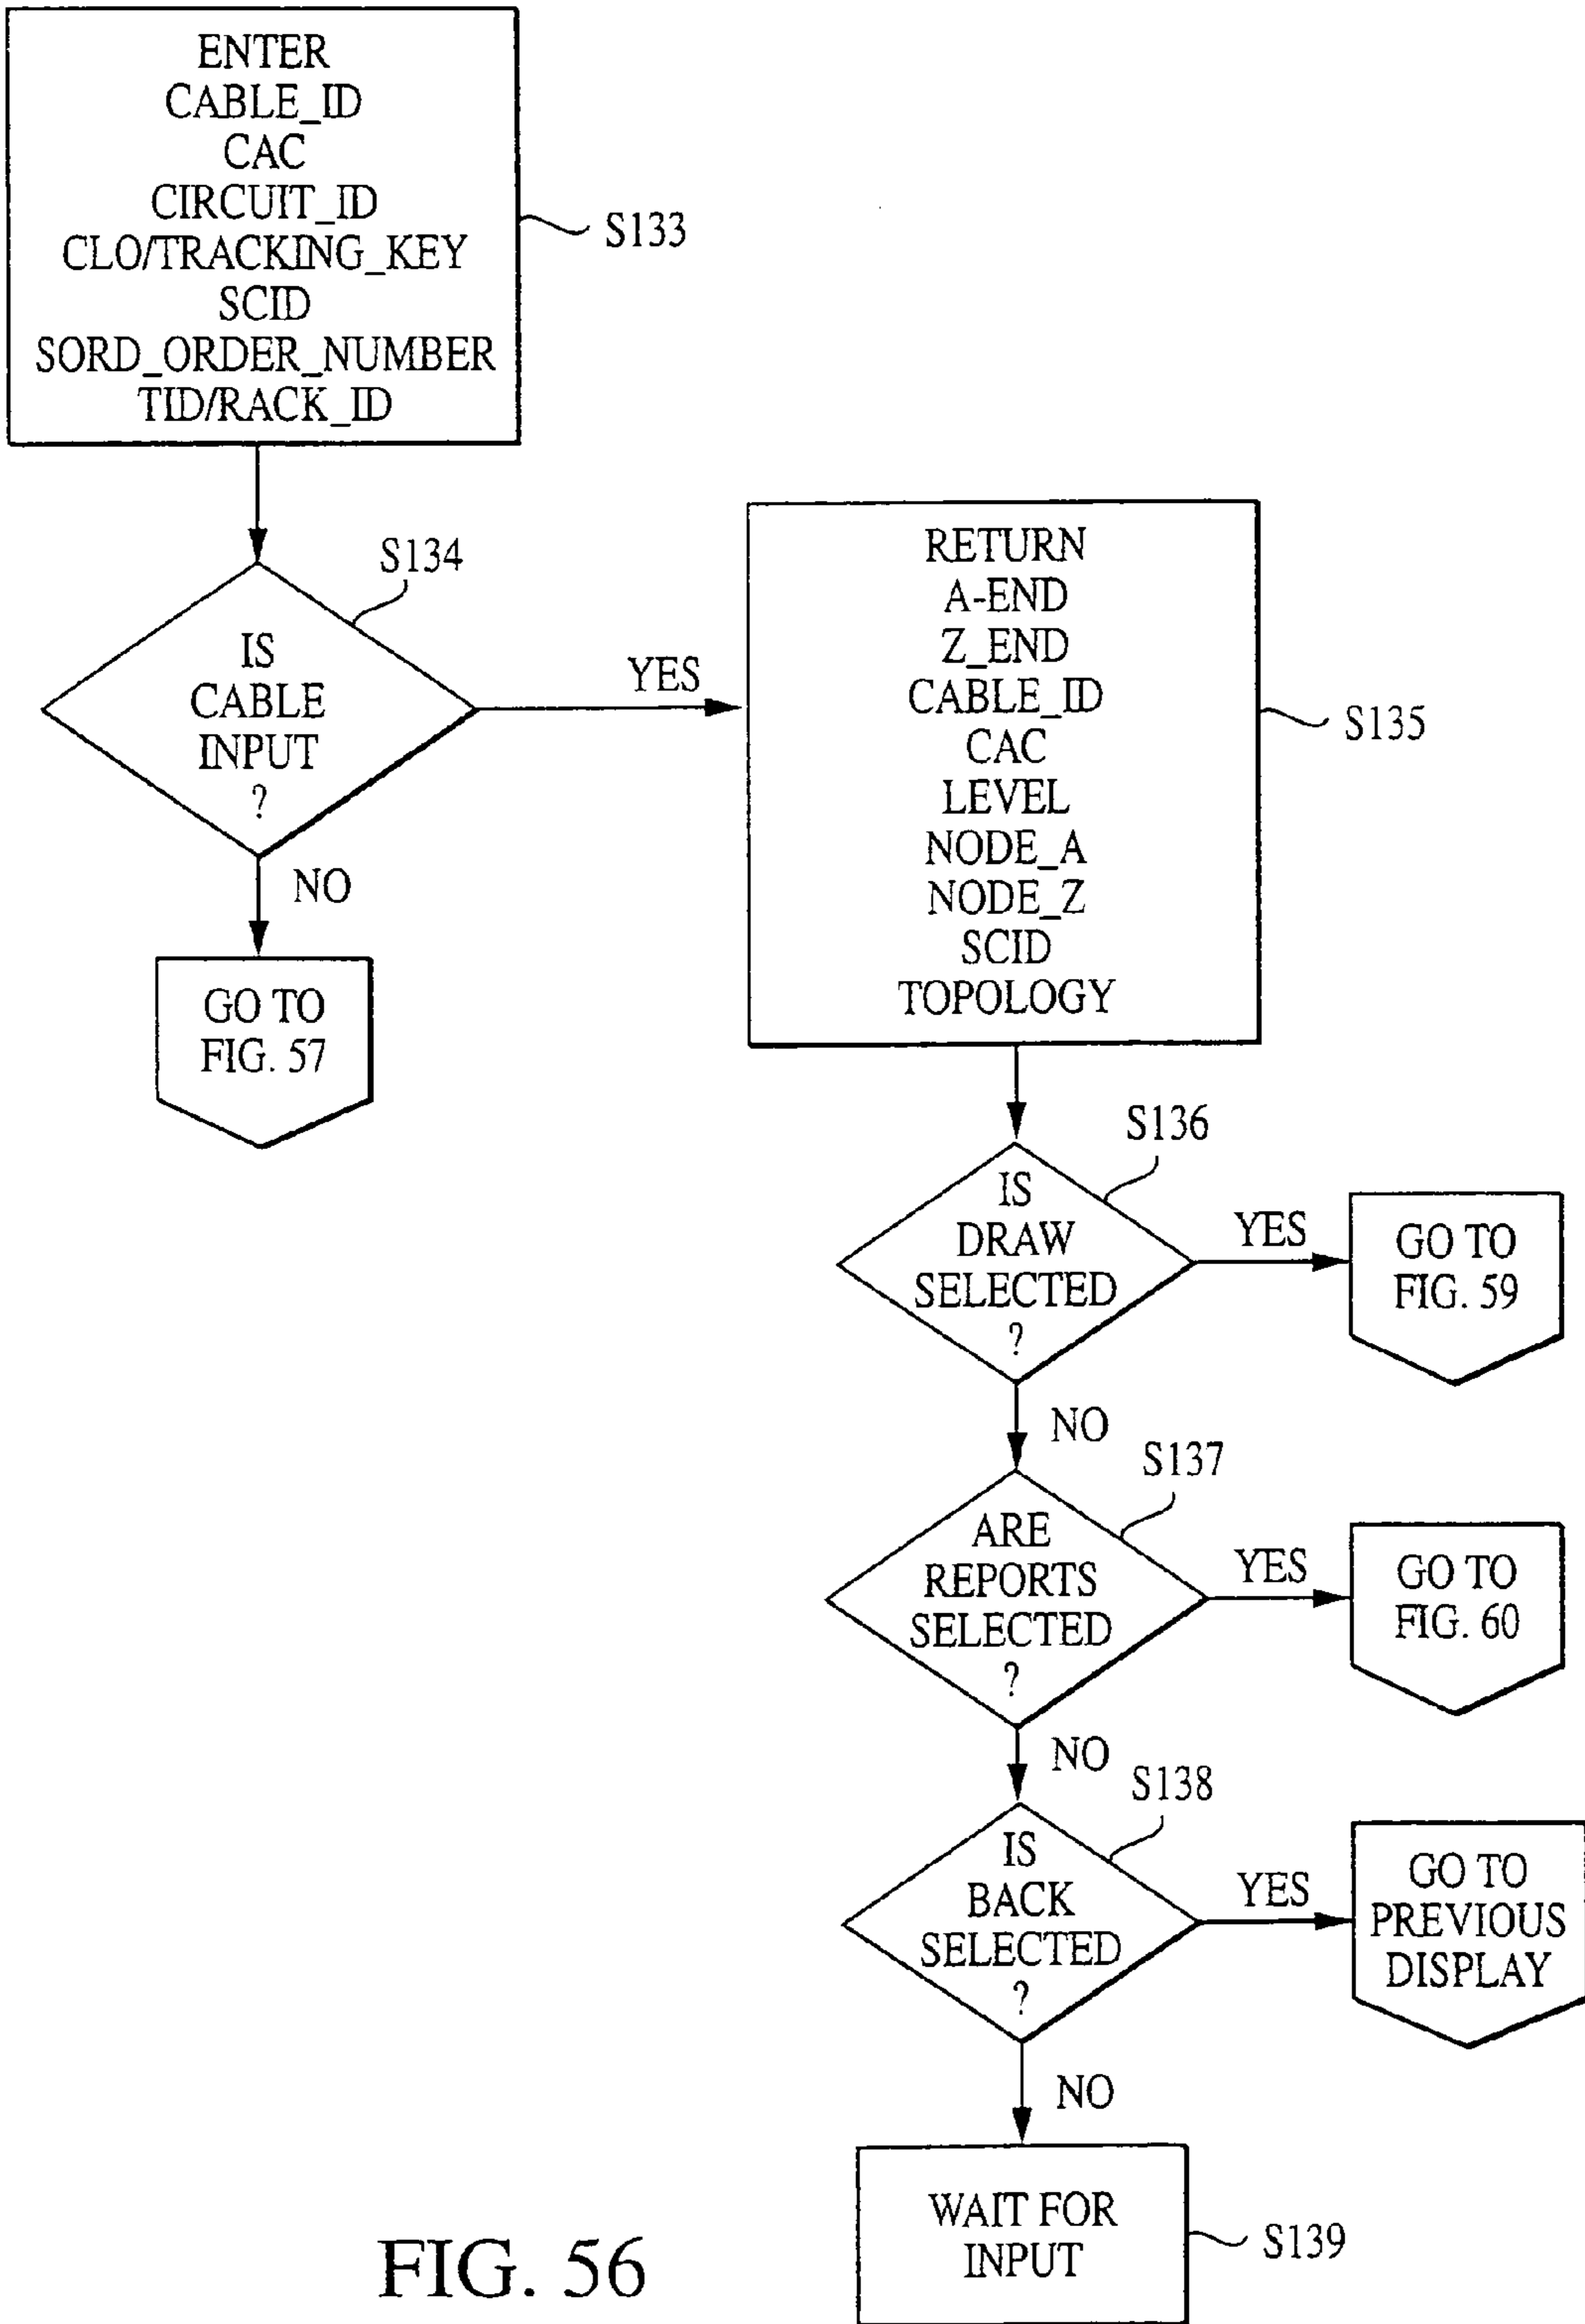 ENTER
CABLE_ID
CAC
CIRCUIT_ID
CLO/TRACKING_KEY
SCID
SORD_ORDER_NUMBER
TID/RACK_ID
S133
S134
IS
CABLE
INPUT
?
YES
NO
GO TO
FIG. 57
RETURN
A-END
Z_END
CABLE_ID
CAC
LEVEL
NODE_A
NODE_Z
SCID
TOPOLOGY
S135
S136
IS
DRAW
SELECTED
?
YES
GO TO
FIG. 59
NO
S137
ARE
REPORTS
SELECTED
?
YES
GO TO
FIG. 60
NO
S138
IS
BACK
SELECTED
?
YES
GO TO
PREVIOUS
DISPLAY
NO
WAIT FOR
INPUT
S139
FIG. 56